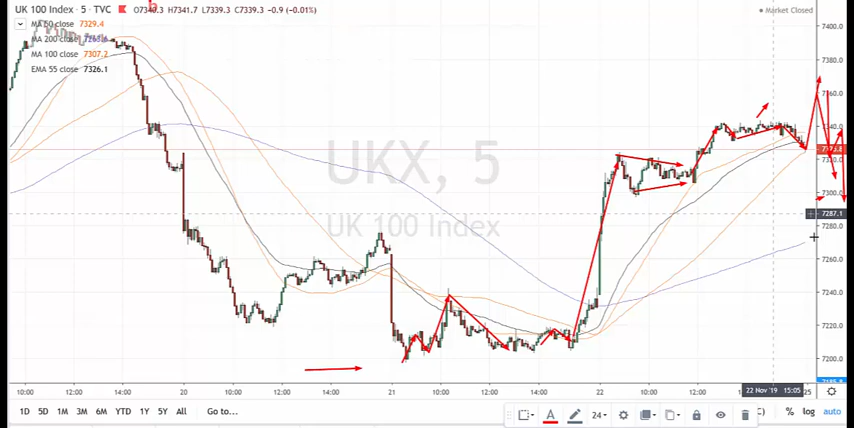 UK 100 Index · 5 · TVC O7340.3 H7341.7 L7339.3 C7339.3 −0.9 (−0.01%)
Market Closed
MA 50 close 7329.4
MA 200 close
MA 100 close 7307.2
EMA 55 close 7326.1
7400.0
7380.0
7360.0
7340.0
7320.0
7300.0
7287.1
7280.0
7260.0
7240.0
7220.0
7200.0
UKX, 5
UK 100 Index
10:00 12:00 14:00 20 10:00 12:00 14:00 21 10:00 12:00 14:00 22 10:00 12:00 22 Nov '19 15:05 25
1D 5D 1M 3M 6M YTD 1Y 5Y All Go to... A 24 % log auto